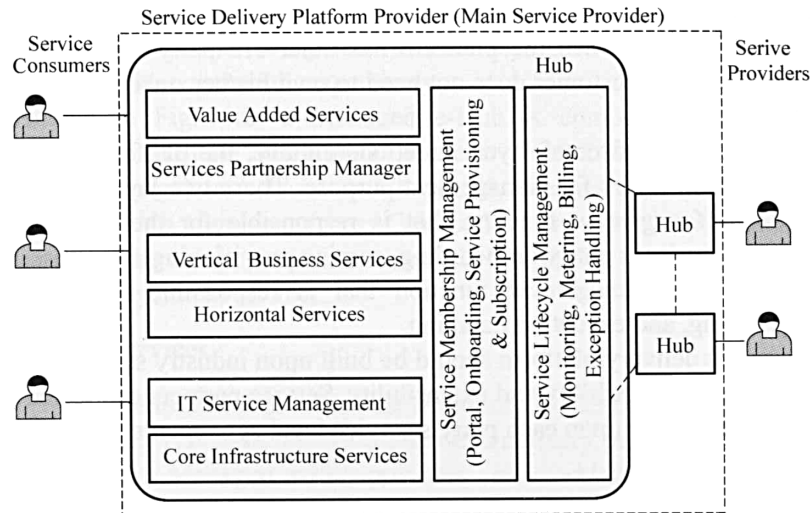 Service Delivery Platform Provider (Main Service Provider)
Service
Consumers
Serive
Providers
Hub
Value Added Services
Services Partnership Manager
Vertical Business Services
Horizontal Services
IT Service Management
Core Infrastructure Services
Service Membership Management
(Portal, Onboarding, Service Provisioning
& Subscription)
Service Lifecycle Management
(Monitoring, Metering, Billing,
Exception Handling)
Hub
Hub